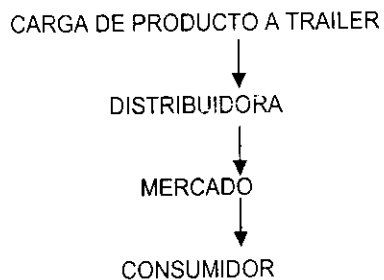 CARGA DE PRODUCTO A TRAILER
DISTRIBUIDORA
MERCADO
CONSUMIDOR